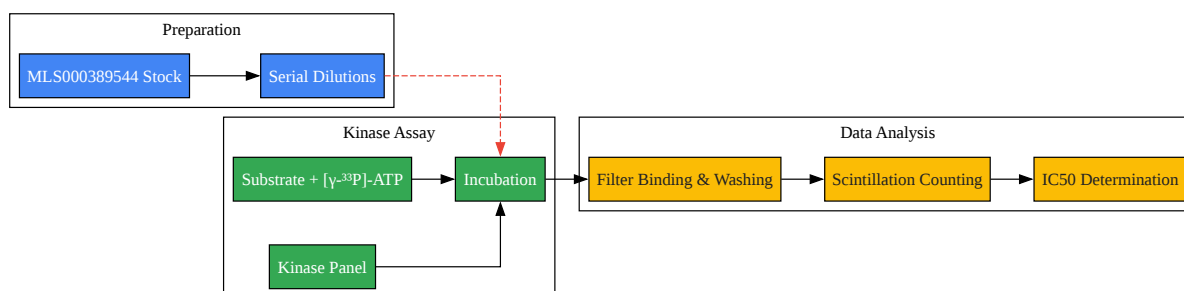 Preparation
MLS000389544 Stock
Serial Dilutions
Kinase Assay
Substrate + [γ-³³P]-ATP
Incubation
Kinase Panel
Data Analysis
Filter Binding & Washing
Scintillation Counting
IC50 Determination